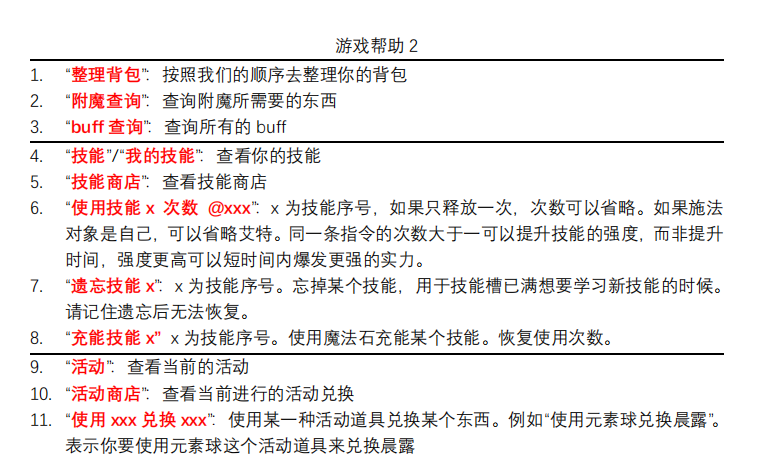 游戏帮助 2
1. “整理背包”：按照我们的顺序去整理你的背包
2. “附魔查询”：查询附魔所需要的东西
3. “buff 查询”：查询所有的 buff
4. “技能”/“我的技能”：查看你的技能
5. “技能商店”：查看技能商店
6. “使用技能 x 次数 @xxx”：x 为技能序号，如果只释放一次，次数可以省略。如果施法
对象是自己，可以省略艾特。同一条指令的次数大于一可以提升技能的强度，而非提升
时间，强度更高可以短时间内爆发更强的实力。
7. “遗忘技能 x”：x 为技能序号。忘掉某个技能，用于技能槽已满想要学习新技能的时候。
请记住遗忘后无法恢复。
8. “充能技能 x” x 为技能序号。使用魔法石充能某个技能。恢复使用次数。
9. “活动”：查看当前的活动
10. “活动商店”：查看当前进行的活动兑换
11. “使用 xxx 兑换 xxx”：使用某一种活动道具兑换某个东西。例如“使用元素球兑换晨露”。
表示你要使用元素球这个活动道具来兑换晨露